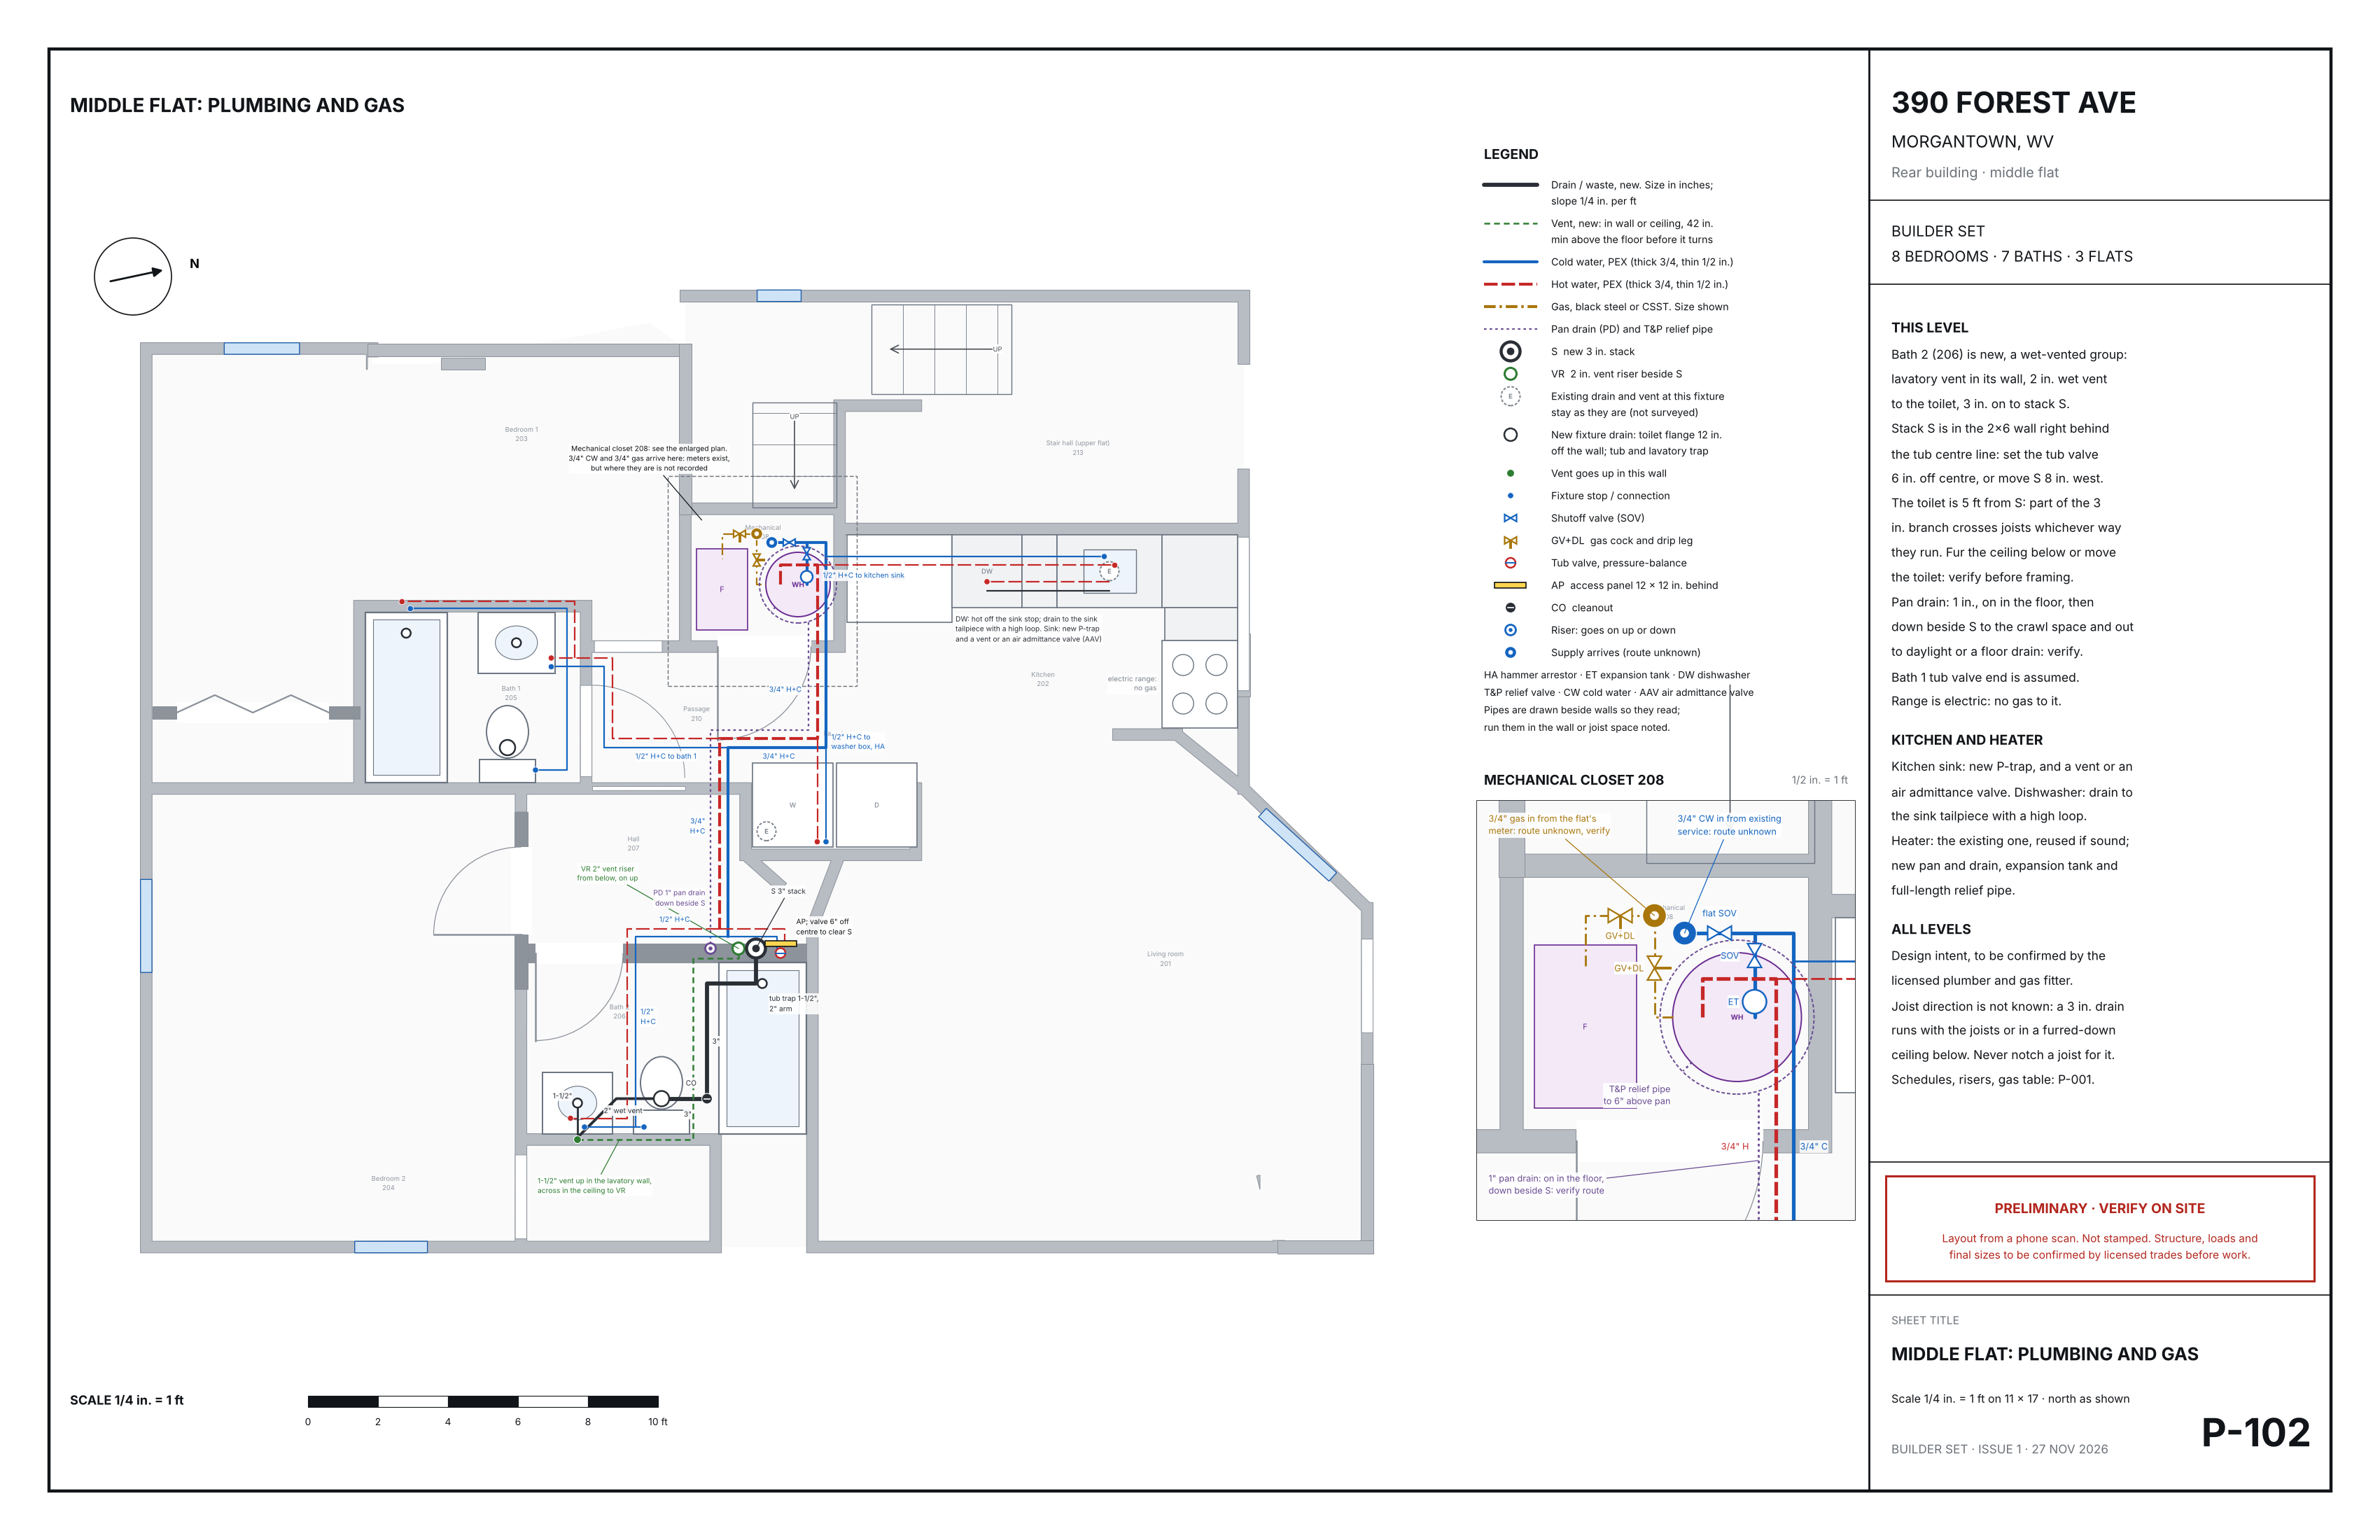 MIDDLE FLAT: PLUMBING AND GAS
N
Bedroom 1
203
Mechanical closet 208: see the enlarged plan.
3/4" CW and 3/4" gas arrive here: meters exist,
but where they are is not recorded
UP
UP
Stair hall (upper flat)
213
Mechanical
F
WH
1/2" H+C to kitchen sink
DW
E
DW: hot off the sink stop; drain to the sink
tailpiece with a high loop. Sink: new P-trap
and a vent or an air admittance valve (AAV)
Kitchen
202
electric range:
no gas
Bath 1
205
3/4" H+C
Passage
210
1/2" H+C to bath 1
3/4" H+C
1/2" H+C to
washer box, HA
W
D
E
3/4"
H+C
Hall
207
VR 2" vent riser
from below, on up
PD 1" pan drain
down beside S
1/2" H+C
S 3" stack
AP; valve 6" off
centre to clear S
Living room
201
tub trap 1-1/2",
2" arm
Bath
206
1/2"
H+C
3"
CO
1-1/2"
2" wet vent
3"
1-1/2" vent up in the lavatory wall,
across in the ceiling to VR
Bedroom 2
204
SCALE 1/4 in. = 1 ft
0 2 4 6 8 10 ft
LEGEND
Drain / waste, new. Size in inches;
slope 1/4 in. per ft
Vent, new: in wall or ceiling, 42 in.
min above the floor before it turns
Cold water, PEX (thick 3/4, thin 1/2 in.)
Hot water, PEX (thick 3/4, thin 1/2 in.)
Gas, black steel or CSST. Size shown
Pan drain (PD) and T&P relief pipe
S new 3 in. stack
VR 2 in. vent riser beside S
E
Existing drain and vent at this fixture
stay as they are (not surveyed)
New fixture drain: toilet flange 12 in.
off the wall; tub and lavatory trap
Vent goes up in this wall
Fixture stop / connection
Shutoff valve (SOV)
GV+DL gas cock and drip leg
Tub valve, pressure-balance
AP access panel 12 × 12 in. behind
CO cleanout
Riser: goes on up or down
Supply arrives (route unknown)
HA hammer arrestor · ET expansion tank · DW dishwasher
T&P relief valve · CW cold water · AAV air admittance valve
Pipes are drawn beside walls so they read;
run them in the wall or joist space noted.
MECHANICAL CLOSET 208
1/2 in. = 1 ft
3/4" gas in from the flat's
meter: route unknown, verify
3/4" CW in from existing
service: route unknown
flat SOV
GV+DL
GV+DL
SOV
ET
WH
F
T&P relief pipe
to 6" above pan
3/4" H
3/4" C
1" pan drain: on in the floor,
down beside S: verify route
390 FOREST AVE
MORGANTOWN, WV
Rear building · middle flat
BUILDER SET
8 BEDROOMS · 7 BATHS · 3 FLATS
THIS LEVEL
Bath 2 (206) is new, a wet-vented group:
lavatory vent in its wall, 2 in. wet vent
to the toilet, 3 in. on to stack S.
Stack S is in the 2×6 wall right behind
the tub centre line: set the tub valve
6 in. off centre, or move S 8 in. west.
The toilet is 5 ft from S: part of the 3
in. branch crosses joists whichever way
they run. Fur the ceiling below or move
the toilet: verify before framing.
Pan drain: 1 in., on in the floor, then
down beside S to the crawl space and out
to daylight or a floor drain: verify.
Bath 1 tub valve end is assumed.
Range is electric: no gas to it.
KITCHEN AND HEATER
Kitchen sink: new P-trap, and a vent or an
air admittance valve. Dishwasher: drain to
the sink tailpiece with a high loop.
Heater: the existing one, reused if sound;
new pan and drain, expansion tank and
full-length relief pipe.
ALL LEVELS
Design intent, to be confirmed by the
licensed plumber and gas fitter.
Joist direction is not known: a 3 in. drain
runs with the joists or in a furred-down
ceiling below. Never notch a joist for it.
Schedules, risers, gas table: P-001.
PRELIMINARY · VERIFY ON SITE
Layout from a phone scan. Not stamped. Structure, loads and
final sizes to be confirmed by licensed trades before work.
SHEET TITLE
MIDDLE FLAT: PLUMBING AND GAS
Scale 1/4 in. = 1 ft on 11 × 17 · north as shown
BUILDER SET · ISSUE 1 · 27 NOV 2026
P-102